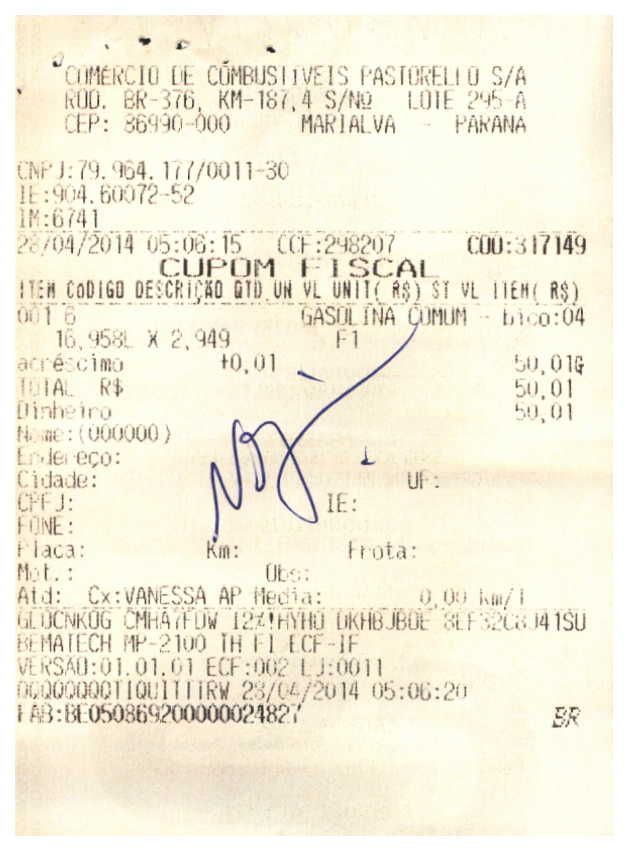 COMERCIO DE COMBUSTIVEIS PASTORELLO S/A
ROD. BR-376, KM-187,4 S/Nº LOTE 295-A
CEP: 86990-000 MARIALVA - PARANA
CNPJ:79.964.177/0011-30
IE:904.60072-52
IM:6741
28/04/2014 05:06:15 CCF:298207 COO:317149
CUPOM FISCAL
ITEM CODIGO DESCRIÇÃO QTD UN VL UNIT( R$) ST VL ITEM( R$)
001 6 GASOLINA COMUM - bico:04
16,958L X 2,949 F1
acréscimo +0,01 50,01G
TOTAL R$ 50,01
Dinheiro 50,01
Nome:(000000)
Endereço:
Cidade: UF:
CPFJ: IE:
FONE:
Placa: Km: Frota:
Mot.: Obs:
Atd: Cx:VANESSA AP Media: 0,00 km/l
BEMATECH MP-2100 TH FI ECF-IF
VERSÃO:01.01.01 ECF:002 LJ:0011
QQQQQQQQTIQUITIIRW 28/04/2014 05:06:20
FAB:BE050869200000024827 BR